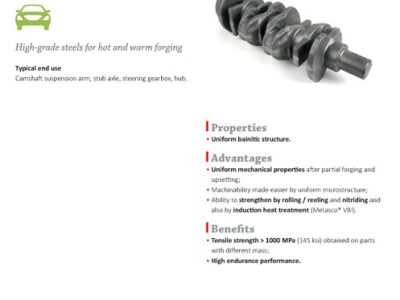 High-grade steels for hot and warm forging
Typical end use
Camshaft suspension arm, stub axle, steering gearbox, hub.
Properties
• Uniform bainitic structure.
Advantages
• Uniform mechanical properties after partial forging and
upsetting;
• Machinability made easier by uniform microstructure;
• Ability to strengthen by rolling / reeling and nitriding and
also by induction heat treatment (Metasco® VBi).
Benefits
• Tensile strength > 1000 MPa (145 ksi) obtained on parts
with different mass;
• High endurance performance.